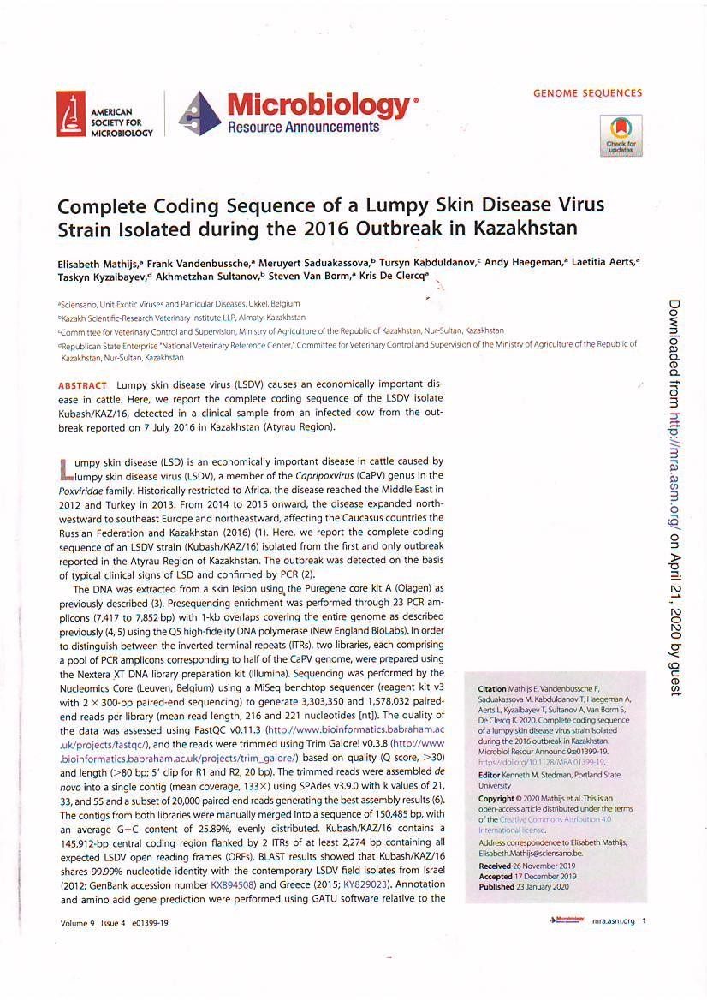 AMERICAN
SOCIETY FOR
MICROBIOLOGY
Microbiology®
Resource Announcements
GENOME SEQUENCES
Check for
updates
Complete Coding Sequence of a Lumpy Skin Disease Virus
Strain Isolated during the 2016 Outbreak in Kazakhstan
Elisabeth Mathijs,ᵃ Frank Vandenbussche,ᵃ Meruyert Saduakassova,ᵇ Tursyn Kabduldanov,ᶜ Andy Haegeman,ᵃ Laetitia Aerts,ᵃ
Taskyn Kyzaibayev,ᵈ Akhmetzhan Sultanov,ᵇ Steven Van Borm,ᵃ Kris De Clercqᵃ
ᵃSciensano, Unit Exotic Viruses and Particular Diseases, Ukkel, Belgium
ᵇKazakh Scientific-Research Veterinary Institute LLP, Almaty, Kazakhstan
ᶜCommittee for Veterinary Control and Supervision, Ministry of Agriculture of the Republic of Kazakhstan, Nur-Sultan, Kazakhstan
ᵈRepublican State Enterprise "National Veterinary Reference Center," Committee for Veterinary Control and Supervision of the Ministry of Agriculture of the Republic of
Kazakhstan, Nur-Sultan, Kazakhstan
ABSTRACT Lumpy skin disease virus (LSDV) causes an economically important dis-
ease in cattle. Here, we report the complete coding sequence of the LSDV isolate
Kubash/KAZ/16, detected in a clinical sample from an infected cow from the out-
break reported on 7 July 2016 in Kazakhstan (Atyrau Region).
Lumpy skin disease (LSD) is an economically important disease in cattle caused by
lumpy skin disease virus (LSDV), a member of the Capripoxvirus (CaPV) genus in the
Poxviridae family. Historically restricted to Africa, the disease reached the Middle East in
2012 and Turkey in 2013. From 2014 to 2015 onward, the disease expanded north-
westward to southeast Europe and northeastward, affecting the Caucasus countries the
Russian Federation and Kazakhstan (2016) (1). Here, we report the complete coding
sequence of an LSDV strain (Kubash/KAZ/16) isolated from the first and only outbreak
reported in the Atyrau Region of Kazakhstan. The outbreak was detected on the basis
of typical clinical signs of LSD and confirmed by PCR (2).
The DNA was extracted from a skin lesion using the Puregene core kit A (Qiagen) as
previously described (3). Presequencing enrichment was performed through 23 PCR am-
plicons (7,417 to 7,852 bp) with 1-kb overlaps covering the entire genome as described
previously (4, 5) using the Q5 high-fidelity DNA polymerase (New England BioLabs). In order
to distinguish between the inverted terminal repeats (ITRs), two libraries, each comprising
a pool of PCR amplicons corresponding to half of the CaPV genome, were prepared using
the Nextera XT DNA library preparation kit (Illumina). Sequencing was performed by the
Nucleomics Core (Leuven, Belgium) using a MiSeq benchtop sequencer (reagent kit v3
with 2 × 300-bp paired-end sequencing) to generate 3,303,350 and 1,578,032 paired-
end reads per library (mean read length, 216 and 221 nucleotides [nt]). The quality of
the data was assessed using FastQC v0.11.3 (http://www.bioinformatics.babraham.ac
.uk/projects/fastqc/), and the reads were trimmed using Trim Galore! v0.3.8 (http://www
.bioinformatics.babraham.ac.uk/projects/trim_galore/) based on quality (Q score, >30)
and length (>80 bp; 5′ clip for R1 and R2, 20 bp). The trimmed reads were assembled de
novo into a single contig (mean coverage, 133×) using SPAdes v3.9.0 with k values of 21,
33, and 55 and a subset of 20,000 paired-end reads generating the best assembly results (6).
The contigs from both libraries were manually merged into a sequence of 150,485 bp, with
an average G+C content of 25.89%, evenly distributed. Kubash/KAZ/16 contains a
145,912-bp central coding region flanked by 2 ITRs of at least 2,274 bp containing all
expected LSDV open reading frames (ORFs). BLAST results showed that Kubash/KAZ/16
shares 99.99% nucleotide identity with the contemporary LSDV field isolates from Israel
(2012; GenBank accession number KX894508) and Greece (2015; KY829023). Annotation
and amino acid gene prediction were performed using GATU software relative to the
Citation Mathijs E, Vandenbussche F,
Saduakassova M, Kabduldanov T, Haegeman A,
Aerts L, Kyzaibayev T, Sultanov A, Van Borm S,
De Clercq K. 2020. Complete coding sequence
of a lumpy skin disease virus strain isolated
during the 2016 outbreak in Kazakhstan.
Microbiol Resour Announc 9:e01399-19.
https://doi.org/10.1128/MRA.01399-19.
Editor Kenneth M. Stedman, Portland State
University
Copyright © 2020 Mathijs et al. This is an
open-access article distributed under the terms
of the Creative Commons Attribution 4.0
International license.
Address correspondence to Elisabeth Mathijs,
Elisabeth.Mathijs@sciensano.be.
Received 26 November 2019
Accepted 17 December 2019
Published 23 January 2020
Volume 9 Issue 4 e01399-19
Microbiology mra.asm.org 1
Downloaded from http://mra.asm.org/ on April 21, 2020 by guest